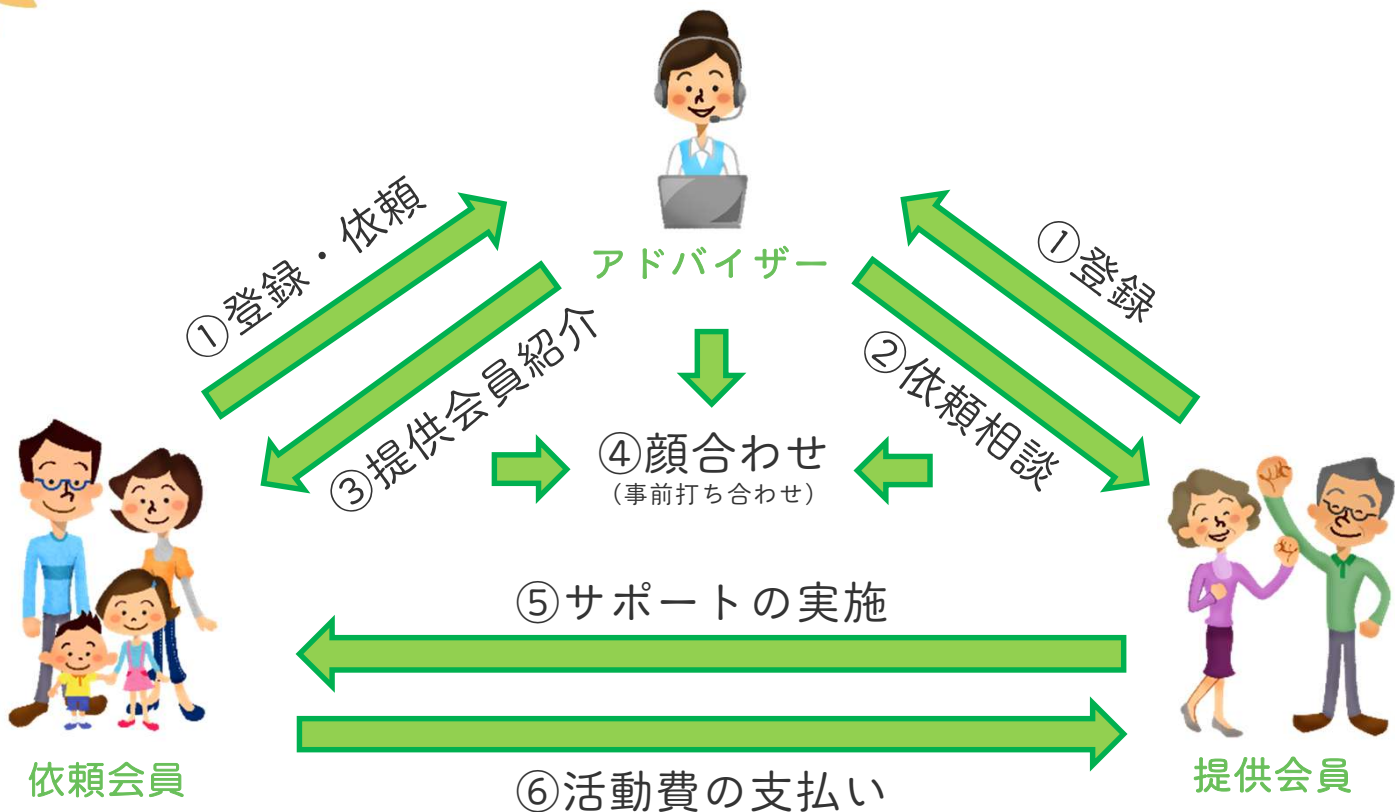 アドバイザー
①登録・依頼
①登録
③提供会員紹介
②依頼相談
④顔合わせ
(事前打ち合わせ)
⑤サポートの実施
⑥活動費の支払い
依頼会員
提供会員